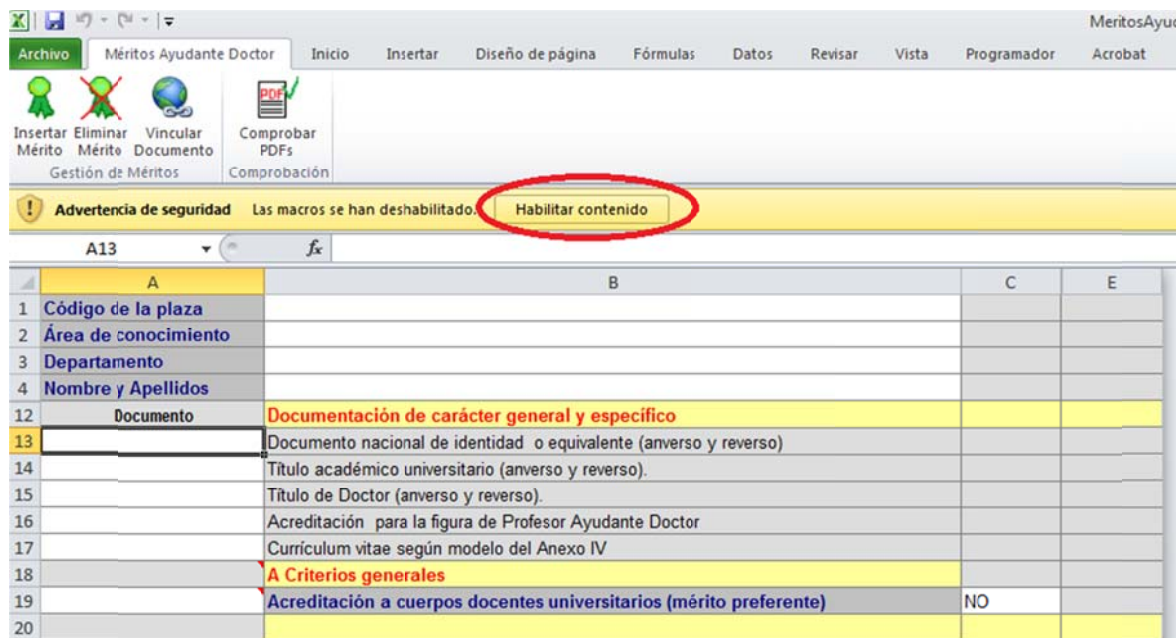 MeritosAyud
Archivo Méritos Ayudante Doctor Inicio Insertar Diseño de página Fórmulas Datos Revisar Vista Programador Acrobat
Insertar Mérito Eliminar Mérito Vincular Documento PDF Comprobar PDFs
Gestión de Méritos Comprobación
Advertencia de seguridad Las macros se han deshabilitado. Habilitar contenido
A13 fx
A B C E
1 Código de la plaza
2 Área de conocimiento
3 Departamento
4 Nombre y Apellidos
12 Documento Documentación de carácter general y específico
13 Documento nacional de identidad o equivalente (anverso y reverso)
14 Título académico universitario (anverso y reverso).
15 Título de Doctor (anverso y reverso).
16 Acreditación para la figura de Profesor Ayudante Doctor
17 Currículum vitae según modelo del Anexo IV
18 A Criterios generales
19 Acreditación a cuerpos docentes universitarios (mérito preferente) NO
20